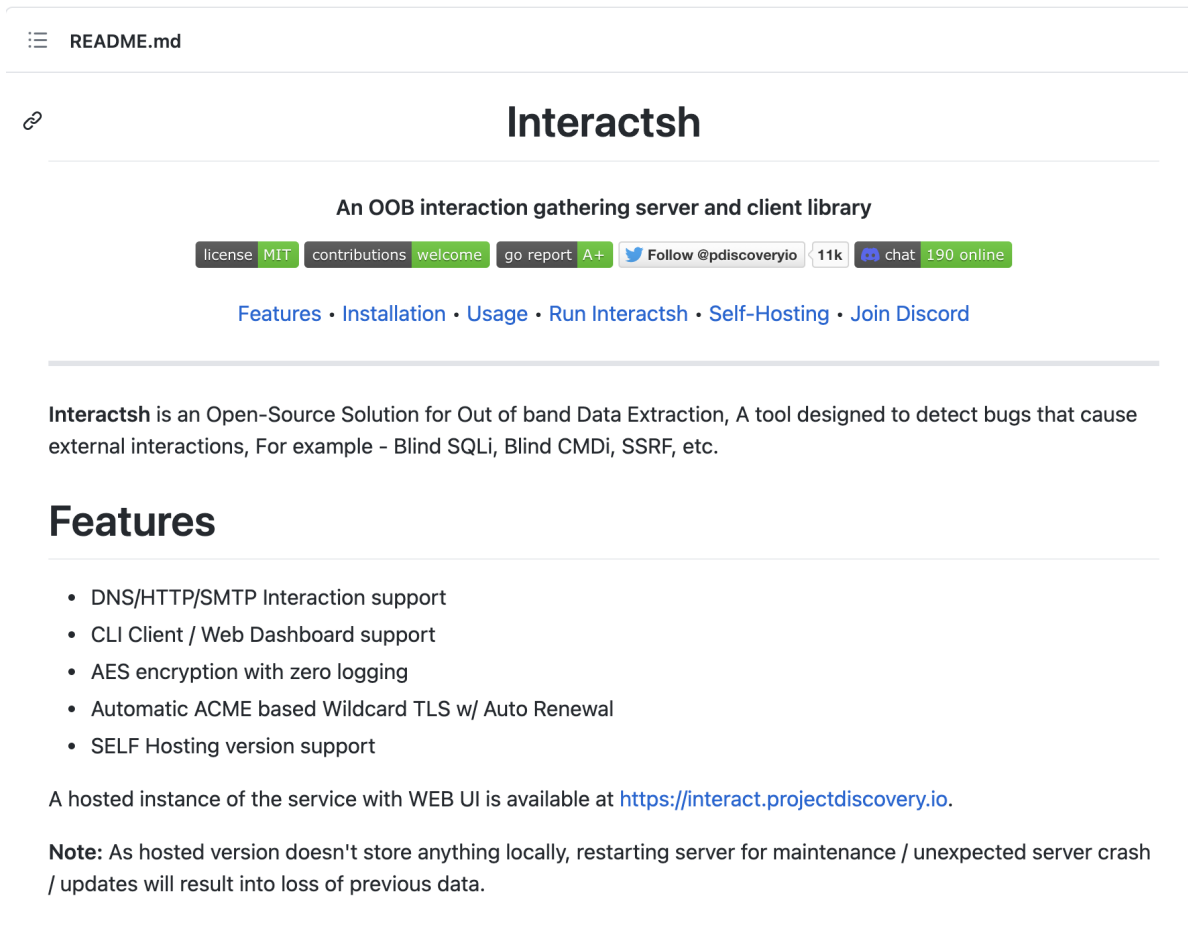 README.md
Interactsh
An OOB interaction gathering server and client library
license MIT contributions welcome go report A+ Follow @pdiscoveryio 11k chat 190 online
Features • Installation • Usage • Run Interactsh • Self-Hosting • Join Discord
Interactsh is an Open-Source Solution for Out of band Data Extraction, A tool designed to detect bugs that cause
external interactions, For example - Blind SQLi, Blind CMDi, SSRF, etc.
Features
• DNS/HTTP/SMTP Interaction support
• CLI Client / Web Dashboard support
• AES encryption with zero logging
• Automatic ACME based Wildcard TLS w/ Auto Renewal
• SELF Hosting version support
A hosted instance of the service with WEB UI is available at https://interact.projectdiscovery.io.
Note: As hosted version doesn't store anything locally, restarting server for maintenance / unexpected server crash
/ updates will result into loss of previous data.